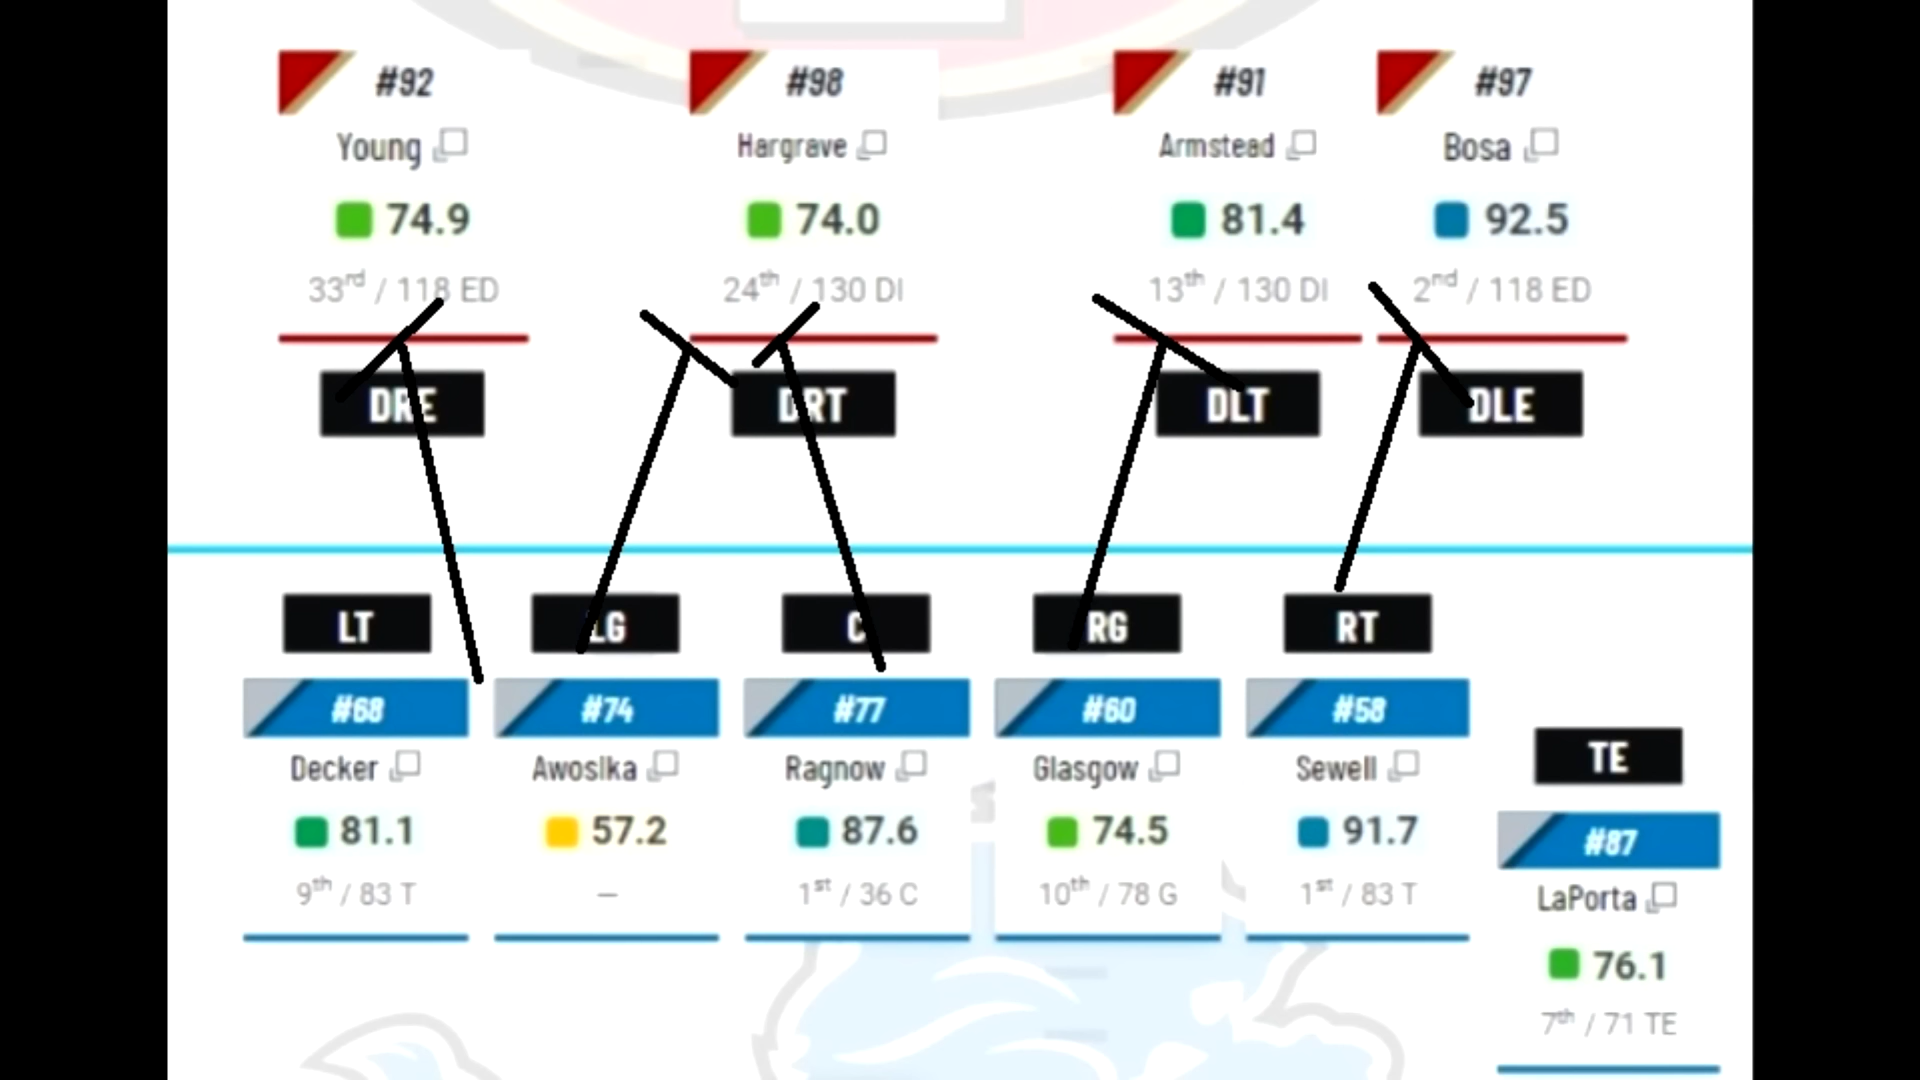 #92 #98 #91 #97
Young Hargrave Armstead Bosa
74.9 74.0 81.4 92.5
33rd / 118 ED 24th / 130 DI 13th / 130 DI 2nd / 118 ED
DRE DRT DLT DLE
LT LG C RG RT
#68 #74 #77 #60 #58
Decker Awosika Ragnow Glasgow Sewell
81.1 57.2 87.6 74.5 91.7
9th / 83 T – 1st / 36 C 10th / 78 G 1st / 83 T
TE
#87
LaPorta
76.1
7th / 71 TE